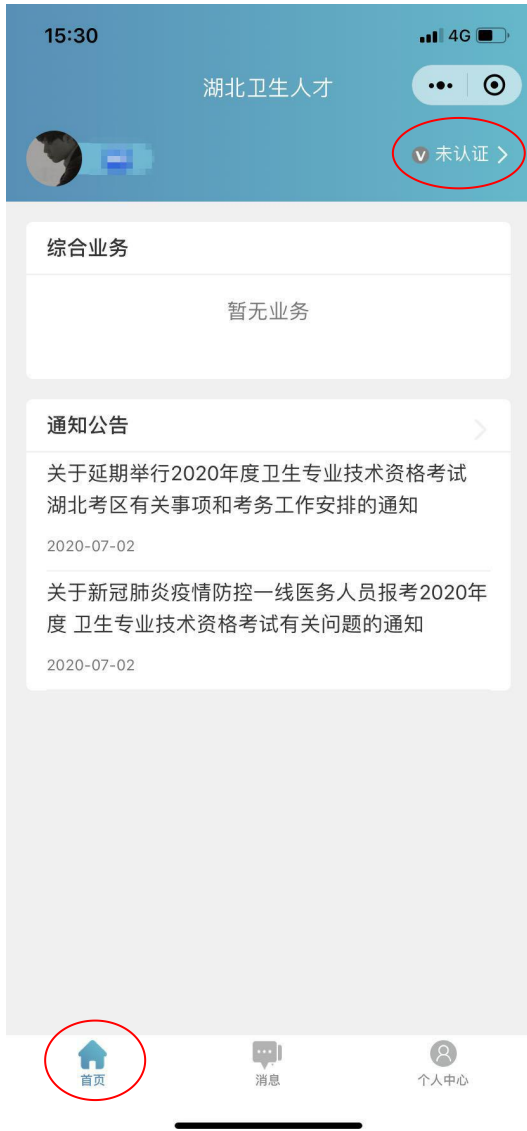 15:30
4G
湖北卫生人才
V 未认证
综合业务
暂无业务
通知公告
关于延期举行2020年度卫生专业技术资格考试
湖北考区有关事项和考务工作安排的通知
2020-07-02
关于新冠肺炎疫情防控一线医务人员报考2020年
度 卫生专业技术资格考试有关问题的通知
2020-07-02
首页
消息
个人中心